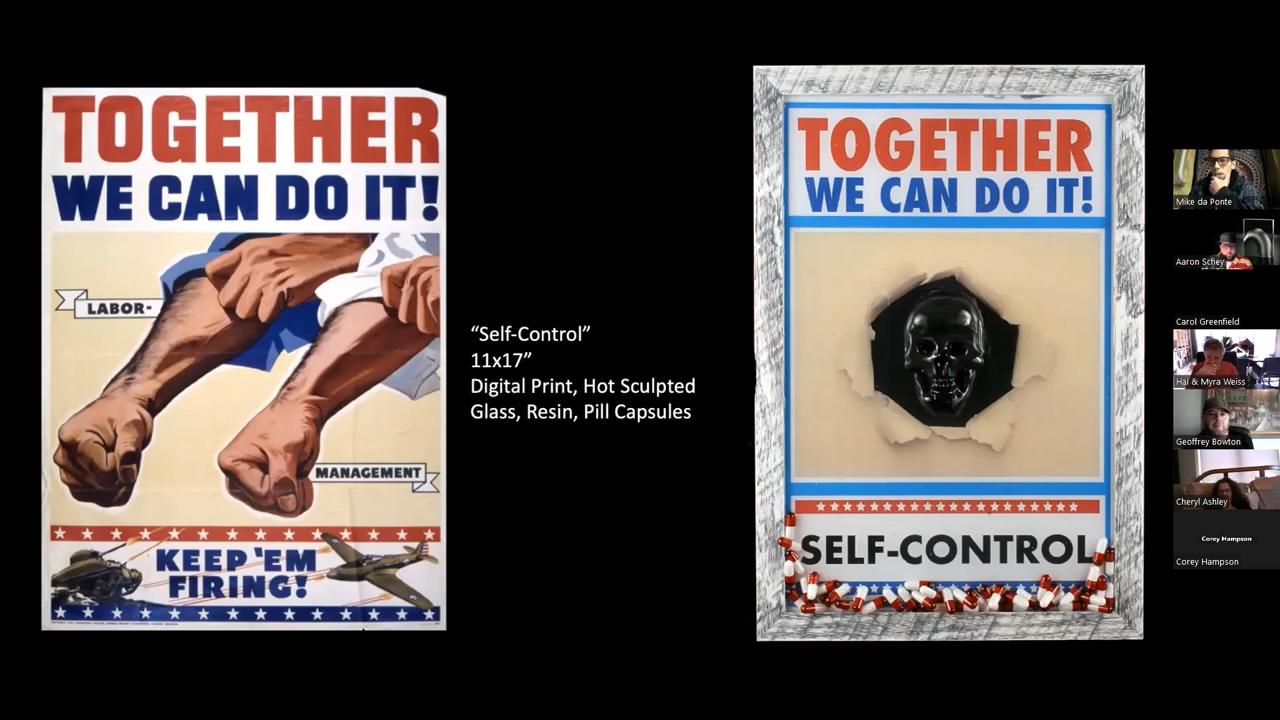 TOGETHER
WE CAN DO IT!
LABOR-
MANAGEMENT
KEEP 'EM
FIRING!
“Self-Control”
11x17”
Digital Print, Hot Sculpted
Glass, Resin, Pill Capsules
TOGETHER
WE CAN DO IT!
SELF-CONTROL
Mike da Ponte
Aaron Schey
Carol Greenfield
Hal & Myra Weiss
Geoffrey Bowton
Cheryl Ashley
Corey Hampson
Corey Hampson